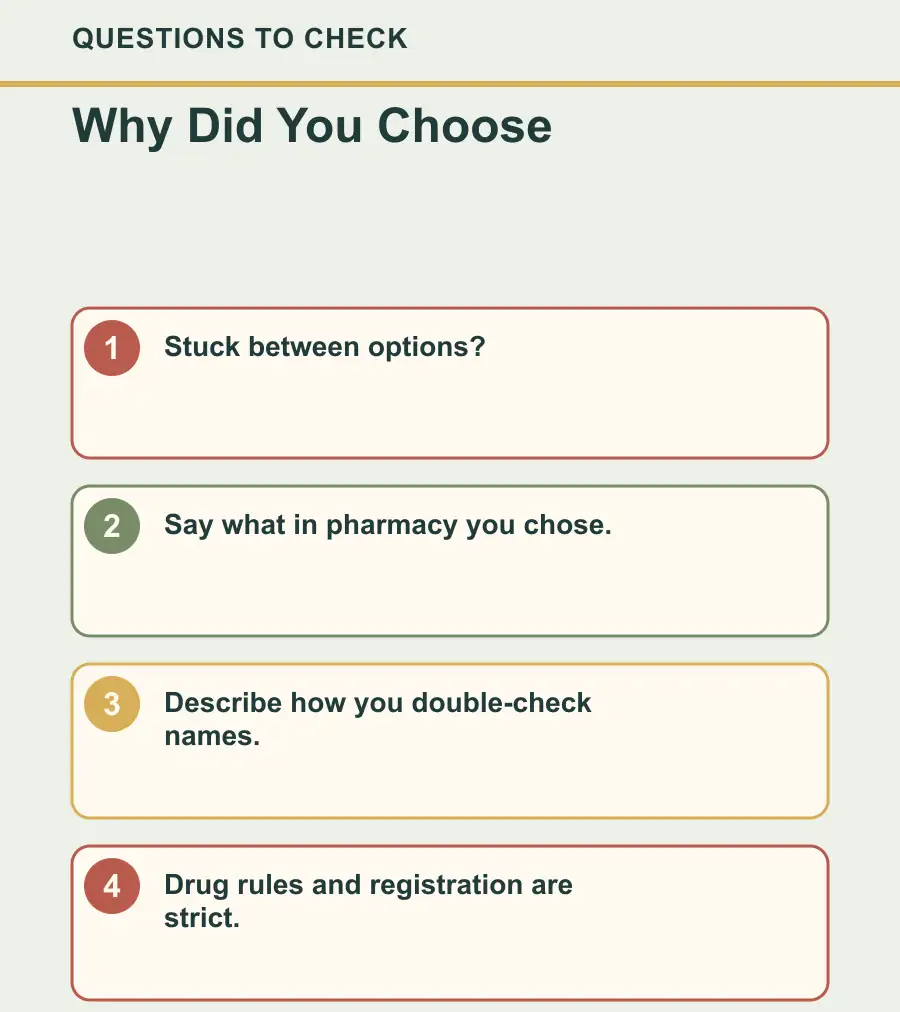 QUESTIONS TO CHECK
Why Did You Choose
1
Stuck between options?
2
Say what in pharmacy you chose.
3
Describe how you double-check
names.
4
Drug rules and registration are
strict.